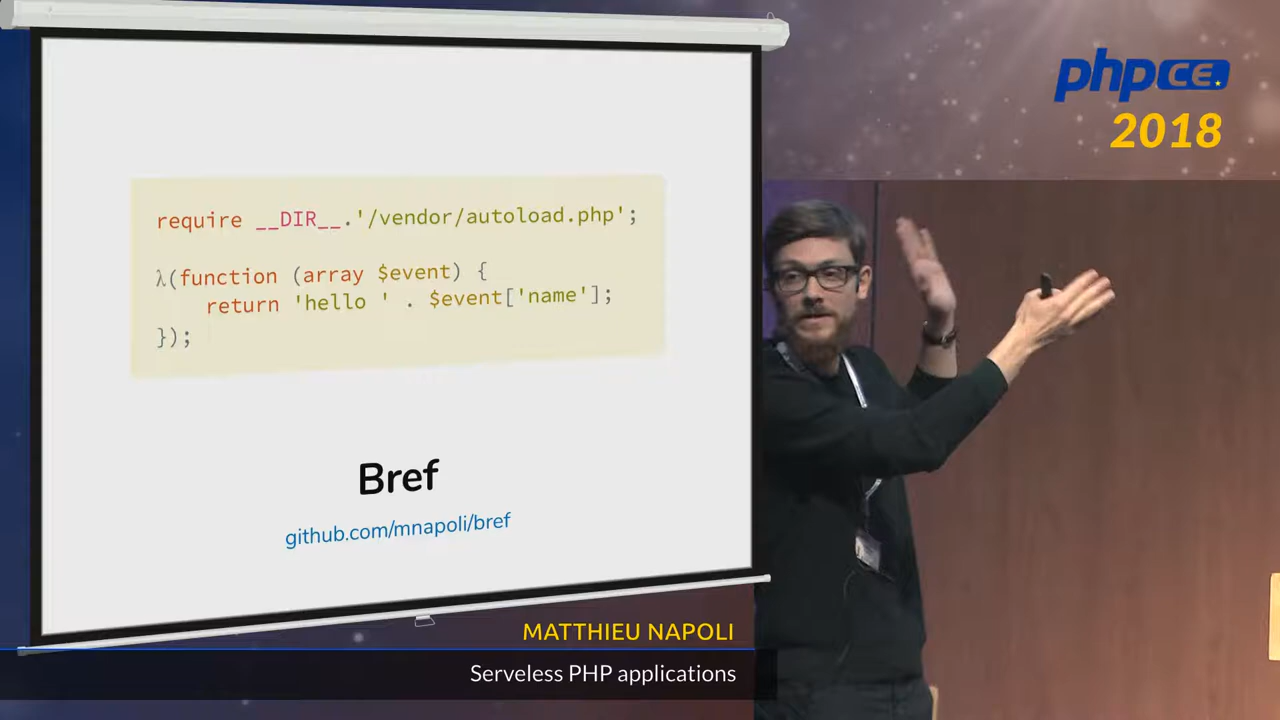 require __DIR__.'/vendor/autoload.php';
λ(function (array $event) {
    return 'hello ' . $event['name'];
});
Bref
github.com/mnapoli/bref
phpCE.
2018
MATTHIEU NAPOLI
Serveless PHP applications